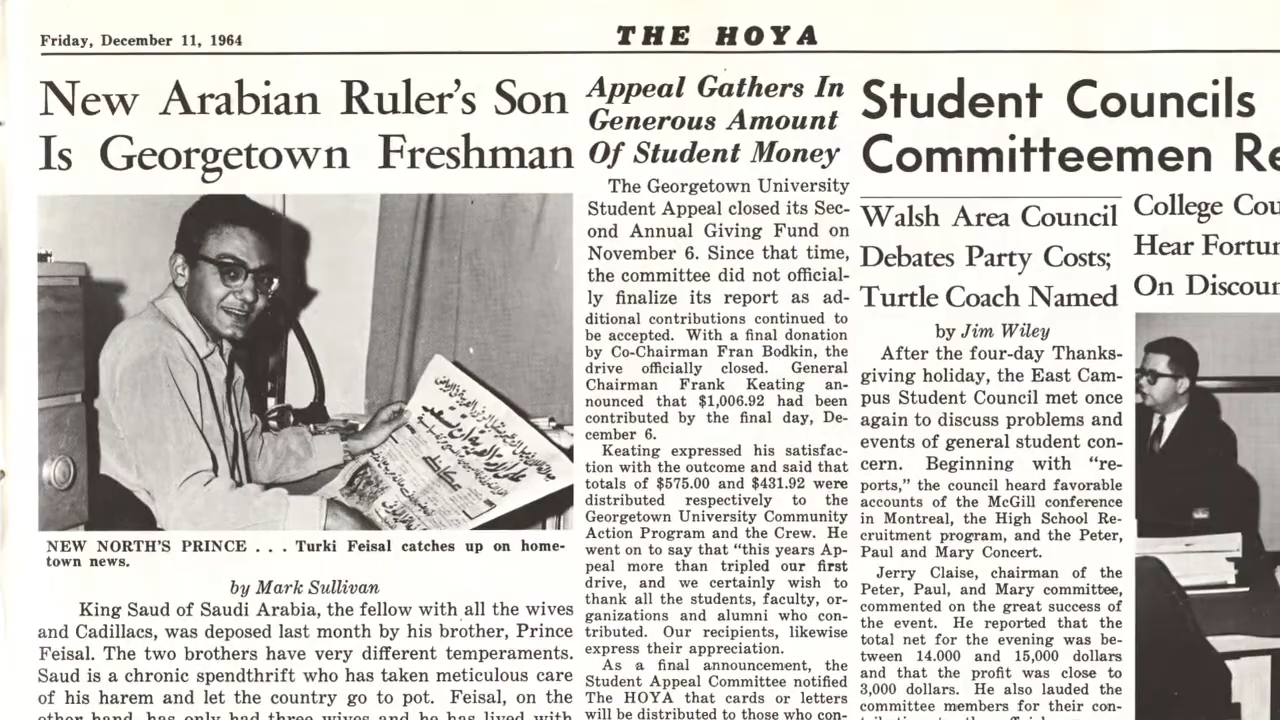 Friday, December 11, 1964
THE HOYA
New Arabian Ruler's Son
Is Georgetown Freshman
NEW NORTH'S PRINCE . . . Turki Feisal catches up on home-
town news.
by Mark Sullivan
King Saud of Saudi Arabia, the fellow with all the wives
and Cadillacs, was deposed last month by his brother, Prince
Feisal. The two brothers have very different temperaments.
Saud is a chronic spendthrift who has taken meticulous care
of his harem and let the country go to pot. Feisal, on the
other hand, has only had three wives and he has lived with
Appeal Gathers In
Generous Amount
Of Student Money
The Georgetown University
Student Appeal closed its Sec-
ond Annual Giving Fund on
November 6. Since that time,
the committee did not official-
ly finalize its report as ad-
ditional contributions continued to
be accepted. With a final donation
by Co-Chairman Fran Bodkin, the
drive officially closed. General
Chairman Frank Keating an-
nounced that $1,006.92 had been
contributed by the final day, De-
cember 6.
Keating expressed his satisfac-
tion with the outcome and said that
totals of $575.00 and $431.92 were
distributed respectively to the
Georgetown University Community
Action Program and the Crew. He
went on to say that "this years Ap-
peal more than tripled our first
drive, and we certainly wish to
thank all the students, faculty, or-
ganizations and alumni who con-
tributed. Our recipients, likewise
express their appreciation.
As a final announcement, the
Student Appeal Committee notified
The HOYA that cards or letters
will be distributed to those who con-
Student Councils
Committeemen Re
Walsh Area Council
Debates Party Costs;
Turtle Coach Named
by Jim Wiley
After the four-day Thanks-
giving holiday, the East Cam-
pus Student Council met once
again to discuss problems and
events of general student con-
cern. Beginning with "re-
ports," the council heard favorable
accounts of the McGill conference
in Montreal, the High School Re-
cruitment program, and the Peter,
Paul and Mary Concert.
Jerry Claise, chairman of the
Peter, Paul, and Mary committee,
commented on the great success of
the event. He reported that the
total net for the evening was be-
tween 14.000 and 15,000 dollars
and that the profit was close to
3,000 dollars. He also lauded the
committee members for their con-
College Cou
Hear Fortun
On Discoun